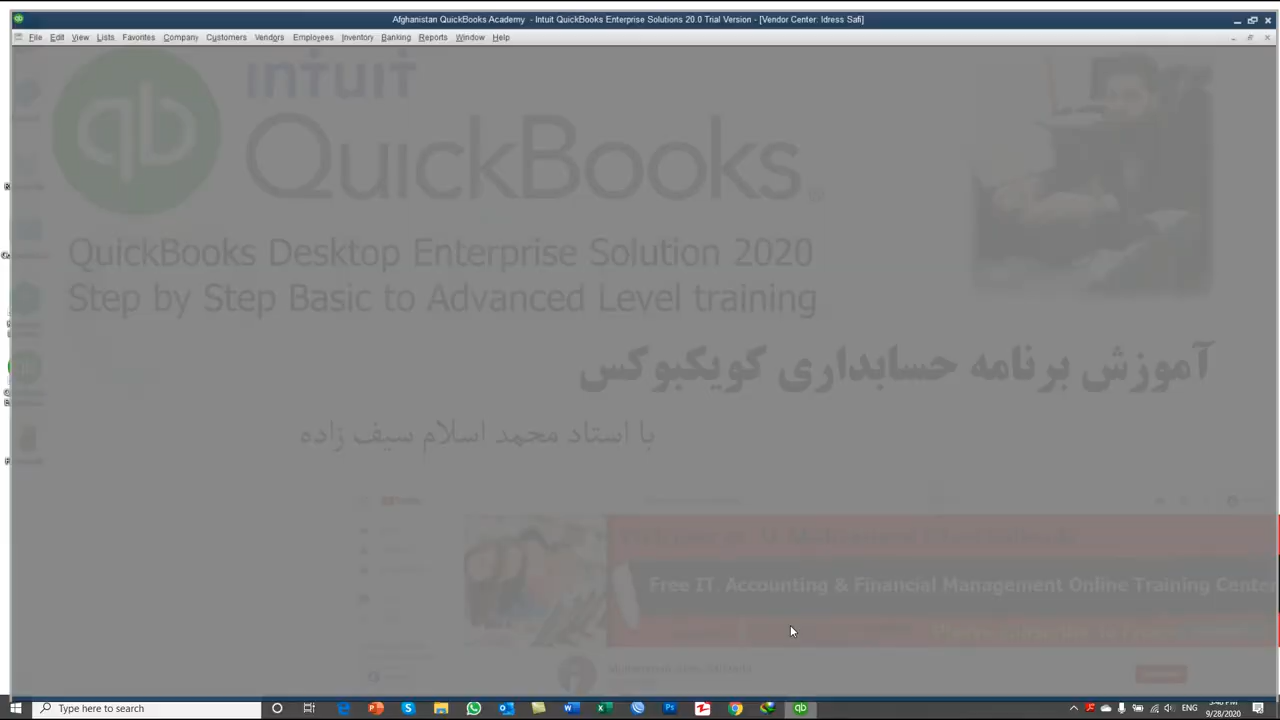 Afghanistan QuickBooks Academy - Intuit QuickBooks Enterprise Solutions 20.0 Trial Version - [Vendor Center: Idress Safi]
File Edit View Lists Favorites Company Customers Vendors Employees Inventory Banking Reports Window Help
intuit
qb QuickBooks
QuickBooks Desktop Enterprise Solution 2020
Step by Step Basic to Advanced Level training
آموزش برنامه حسابداری کویکبوکس
با استاد محمد اسلام سیف زاده
Free IT, Accounting & Financial Management Online Training Center
Type here to search
ENG
9/28/2020